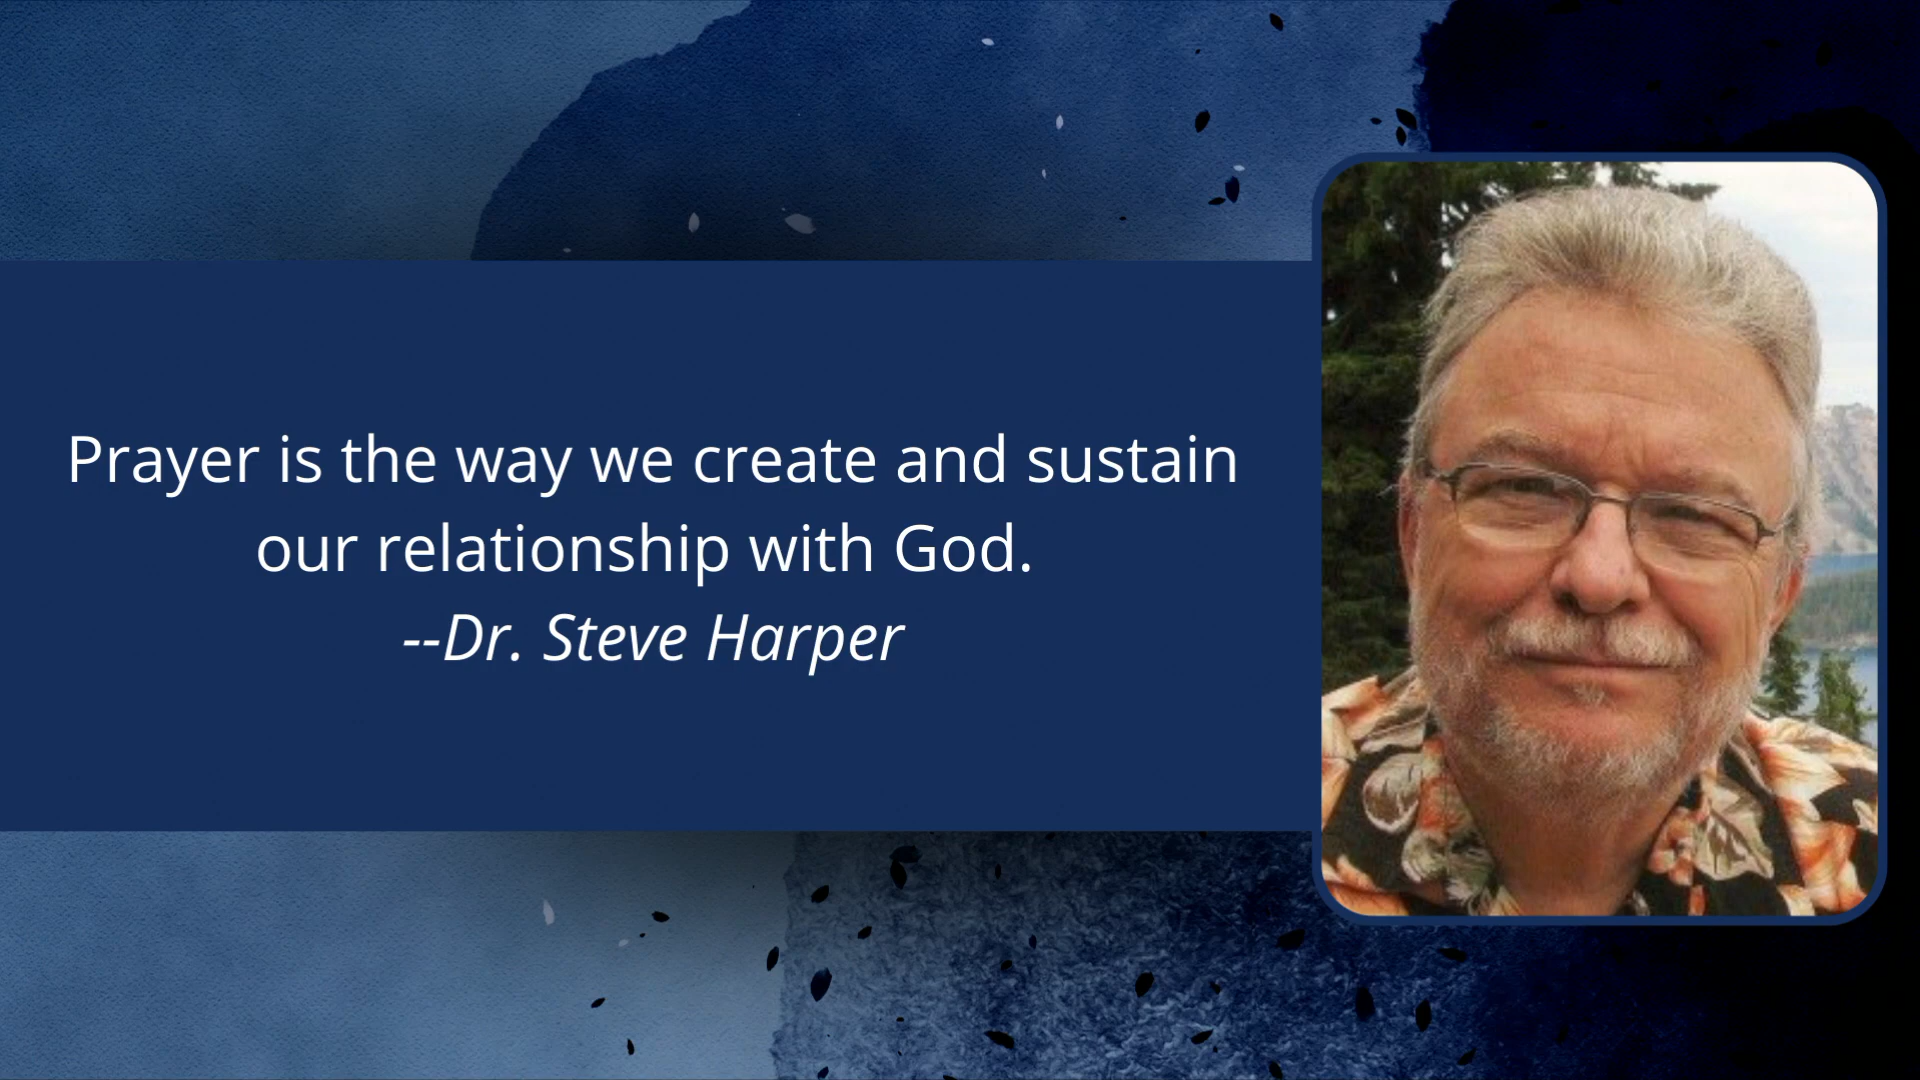 Prayer is the way we create and sustain
our relationship with God.
--Dr. Steve Harper